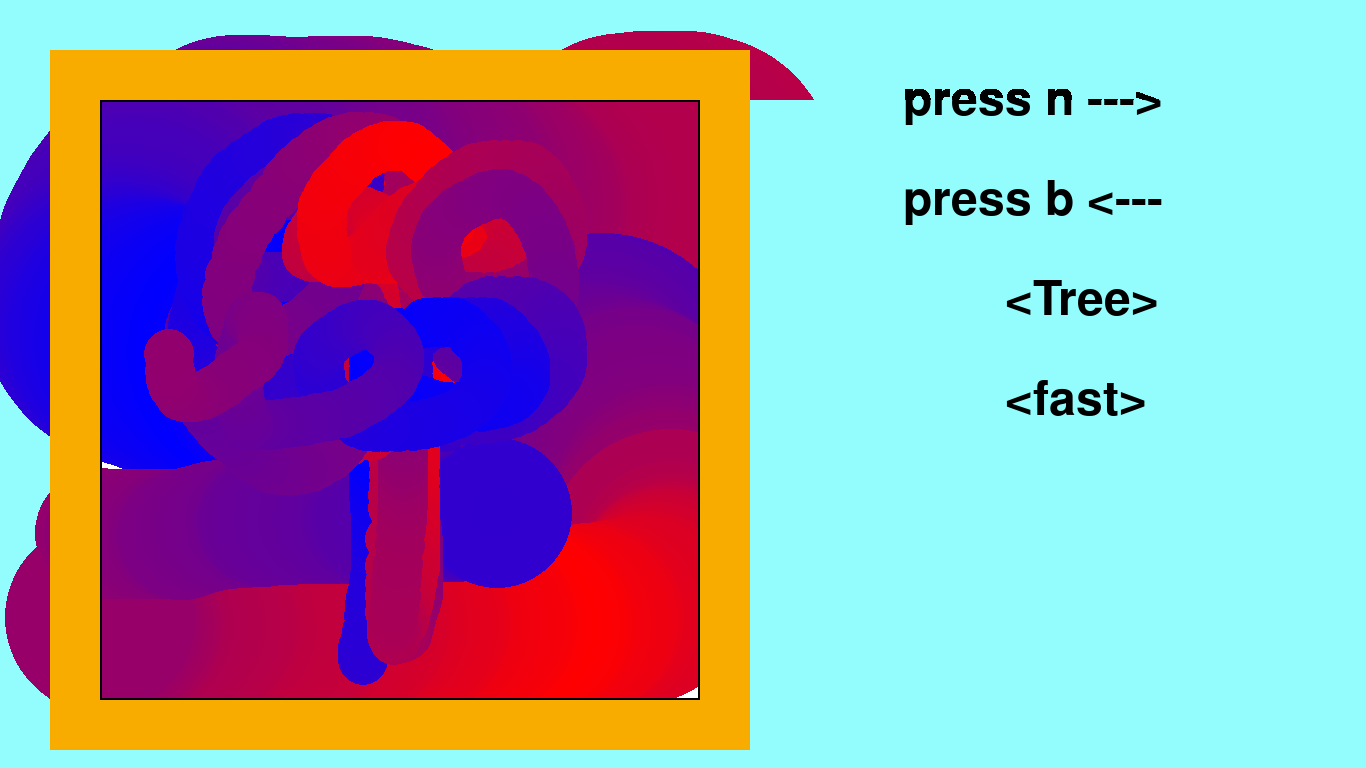 press n --->
press b <---
<Tree>
<fast>